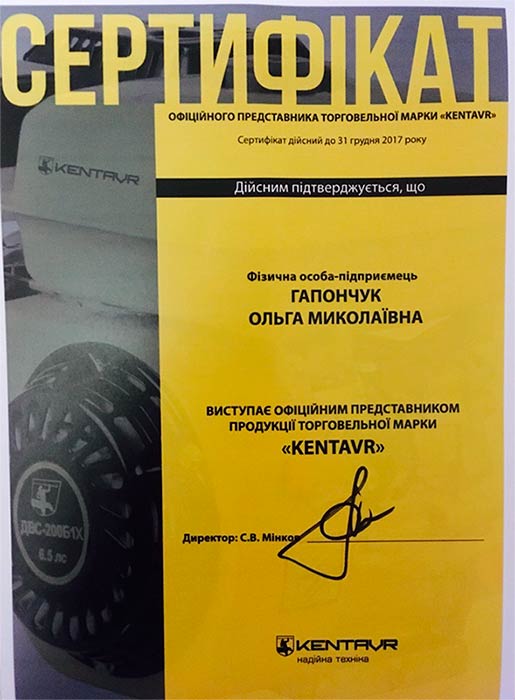 СЕРТИФІКАТ
ОФІЦІЙНОГО ПРЕДСТАВНИКА ТОРГОВЕЛЬНОЇ МАРКИ «KENTAVR»
Сертифікат дійсний до 31 грудня 2017 року
KENTAVR
Дійсним підтверджується, що
Фізична особа-підприємець
ГАПОНЧУК
ОЛЬГА МИКОЛАЇВНА
ВИСТУПАЄ ОФІЦІЙНИМ ПРЕДСТАВНИКОМ
ПРОДУКЦІЇ ТОРГОВЕЛЬНОЇ МАРКИ
«KENTAVR»
ДВС-200Б1Х
6.5 лс
Директор: С.В. Мінков
KENTAVR
надійна техніка